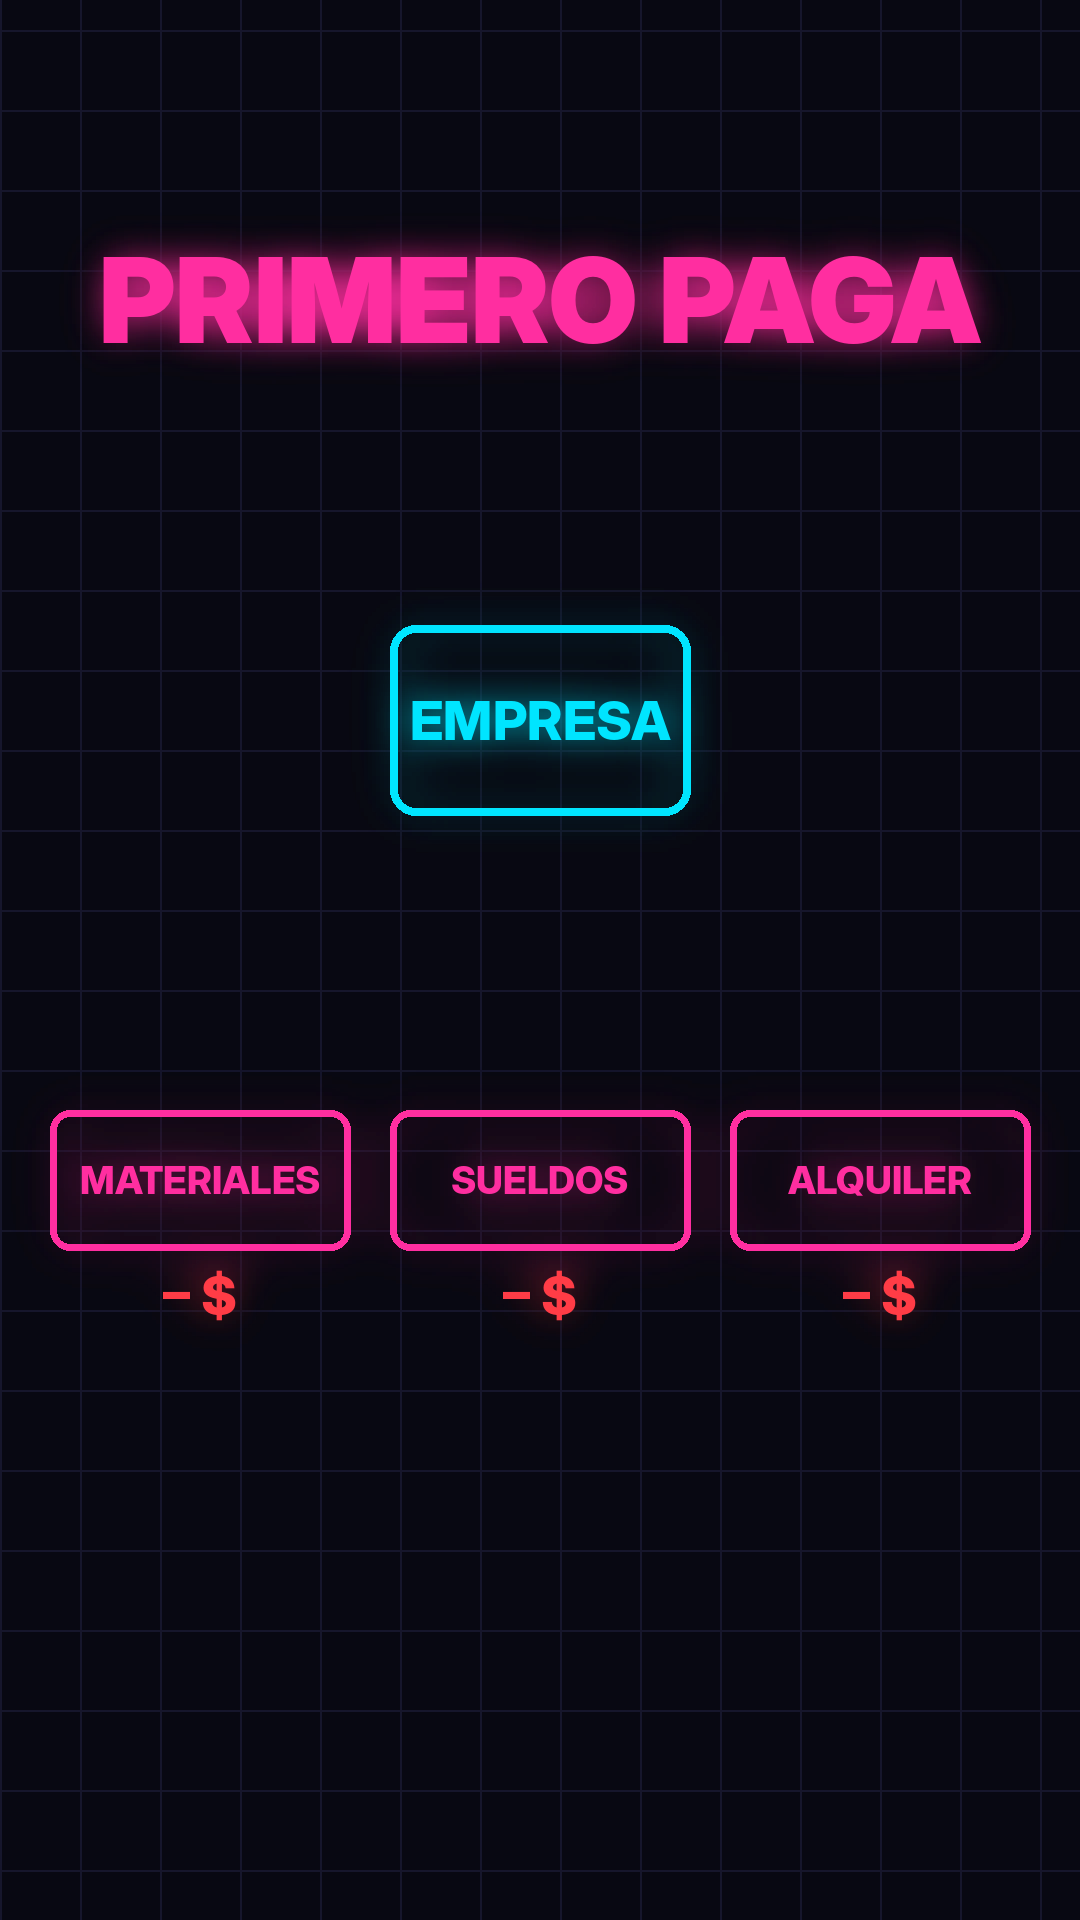 PRIMERO PAGA
EMPRESA
MATERIALES
SUELDOS
ALQUILER
– $
– $
– $